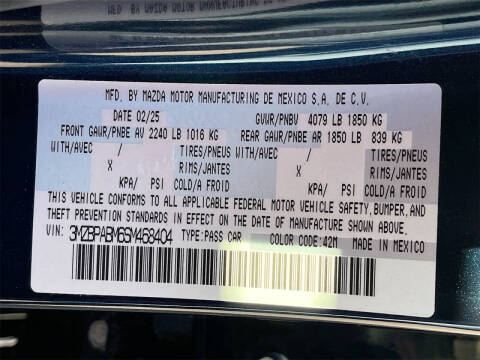 MFD. BY MAZDA MOTOR MANUFACTURING DE MEXICO S.A. DE C.V.
DATE 02/25 GVWR/PNBV 4079 LB 1850 KG
FRONT GAWR/PNBE AV 2240 LB 1016 KG REAR GAWR/PNBE AR 1850 LB 839 KG
WITH/AVEC / TIRES/PNEUS WITH/AVEC / TIRES/PNEUS
X RIMS/JANTES X RIMS/JANTES
KPA/ PSI COLD/A FROID KPA/ PSI COLD/A FROID
THIS VEHICLE CONFORMS TO ALL APPLICABLE FEDERAL MOTOR VEHICLE SAFETY, BUMPER, AND
THEFT PREVENTION STANDARDS IN EFFECT ON THE DATE OF MANUFACTURE SHOWN ABOVE.
VIN: 3MZBPABM6SM468404 TYPE:PASS CAR COLOR CODE:42M MADE IN MEXICO